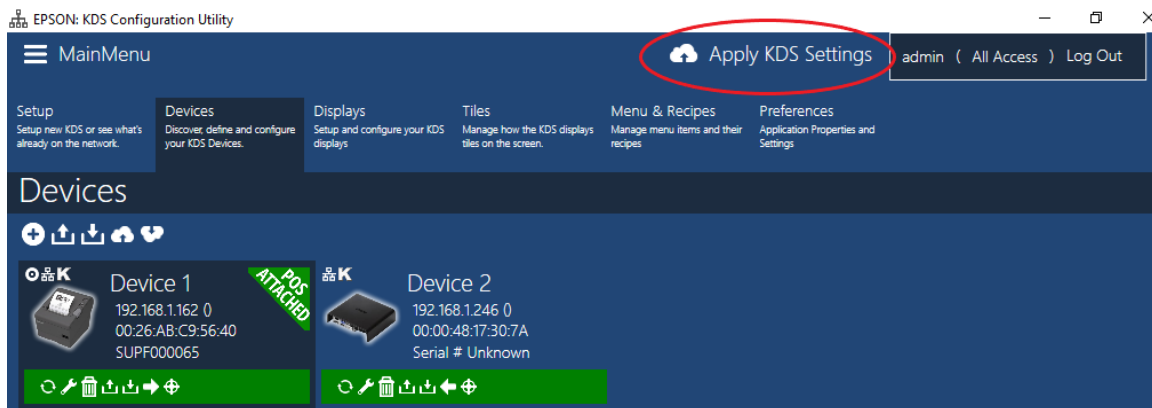 EPSON: KDS Configuration Utility
MainMenu
Apply KDS Settings
admin ( All Access ) Log Out
Setup
Setup new KDS or see what's
already on the network.
Devices
Discover, define and configure
your KDS Devices.
Displays
Setup and configure your KDS
displays
Tiles
Manage how the KDS displays
tiles on the screen.
Menu & Recipes
Manage menu items and their
recipes
Preferences
Application Properties and
Settings
Devices
K
Device 1
192.168.1.162 ()
00:26:AB:C9:56:40
SUPF000065
POS
ATTACHED
K
Device 2
192.168.1.246 ()
00:00:48:17:30:7A
Serial # Unknown